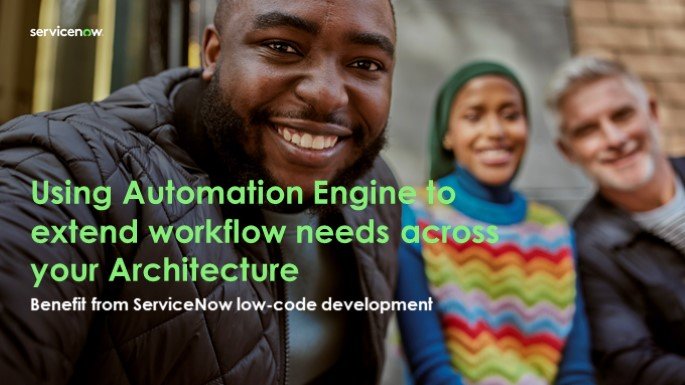 servicenow
Using Automation Engine to
extend workflow needs across
your Architecture
Benefit from ServiceNow low-code development